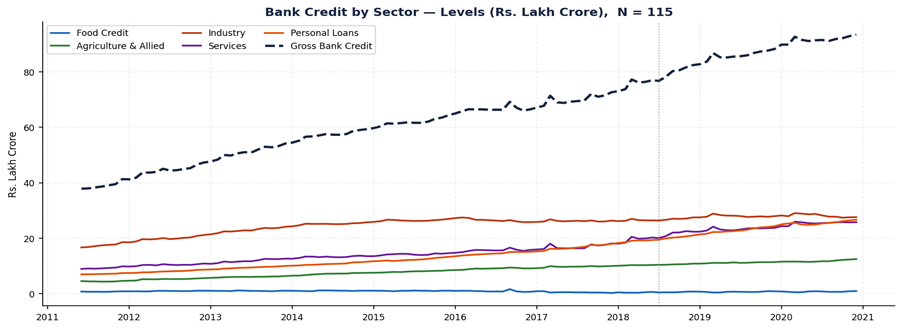 Bank Credit by Sector — Levels (Rs. Lakh Crore),  N = 115
Food Credit
Agriculture & Allied
Industry
Services
Personal Loans
Gross Bank Credit
Rs. Lakh Crore
80
60
40
20
0
2011 2012 2013 2014 2015 2016 2017 2018 2019 2020 2021